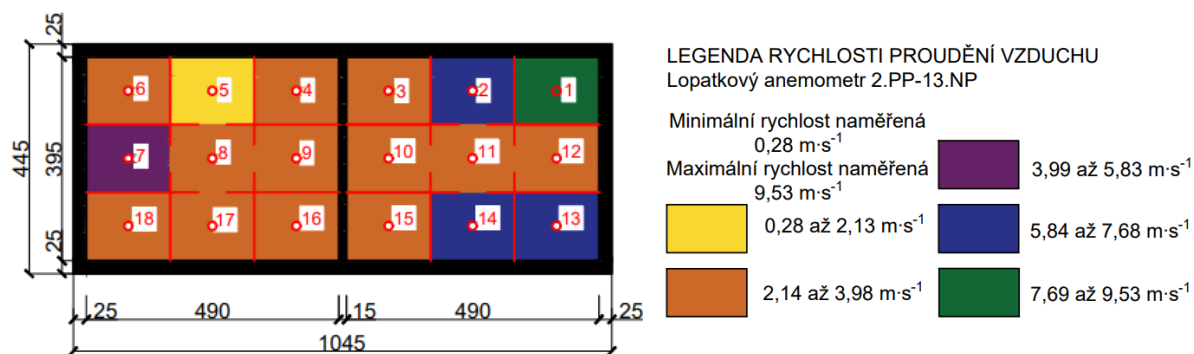 25
445
395
25
6
5
4
3
2
1
7
8
9
10
11
12
18
17
16
15
14
13
25
490
15
490
25
1045
LEGENDA RYCHLOSTI PROUDĚNÍ VZDUCHU
Lopatkový anemometr 2.PP-13.NP
Minimální rychlost naměřená
0,28 m·s⁻¹
Maximální rychlost naměřená
9,53 m·s⁻¹
0,28 až 2,13 m·s⁻¹
2,14 až 3,98 m·s⁻¹
3,99 až 5,83 m·s⁻¹
5,84 až 7,68 m·s⁻¹
7,69 až 9,53 m·s⁻¹